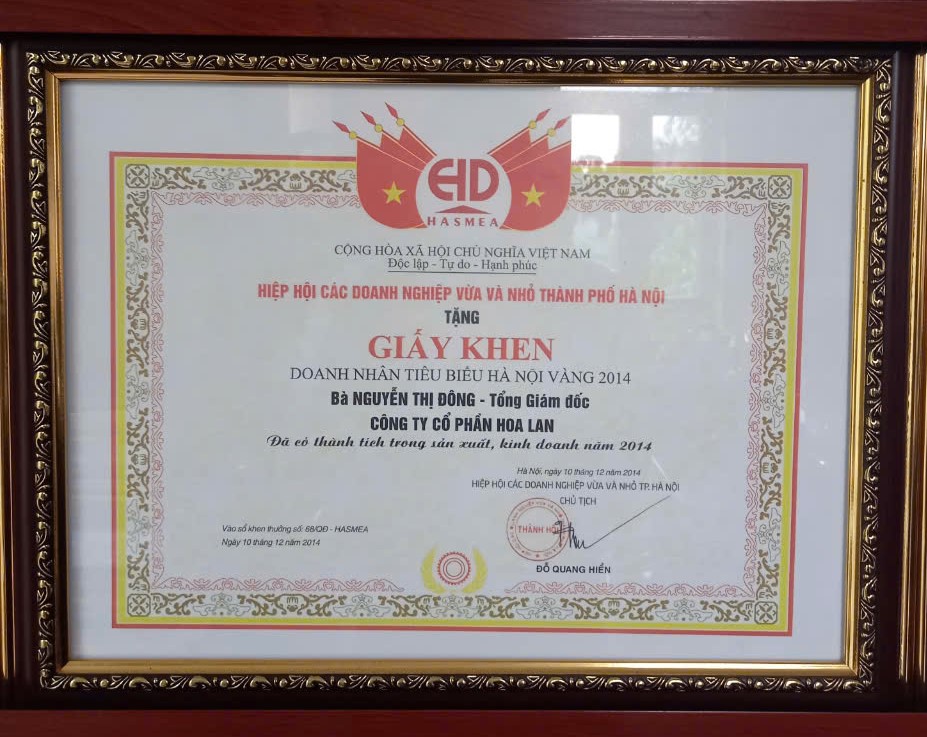 HASMEA
CỘNG HÒA XÃ HỘI CHỦ NGHĨA VIỆT NAM
Độc lập - Tự do - Hạnh phúc
HIỆP HỘI CÁC DOANH NGHIỆP VỪA VÀ NHỎ THÀNH PHỐ HÀ NỘI
TẶNG
GIẤY KHEN
DOANH NHÂN TIÊU BIỂU HÀ NỘI VÀNG 2014
Bà NGUYỄN THỊ ĐÔNG - Tổng Giám đốc
CÔNG TY CỔ PHẦN HOA LAN
Đã có thành tích trong sản xuất, kinh doanh năm 2014
Hà Nội, ngày 10 tháng 12 năm 2014
HIỆP HỘI CÁC DOANH NGHIỆP VỪA VÀ NHỎ TP. HÀ NỘI
CHỦ TỊCH
THÀNH
Vào sổ khen thưởng số: 68/QĐ - HASMEA
Ngày 10 tháng 12 năm 2014
ĐỖ QUANG HIỂN